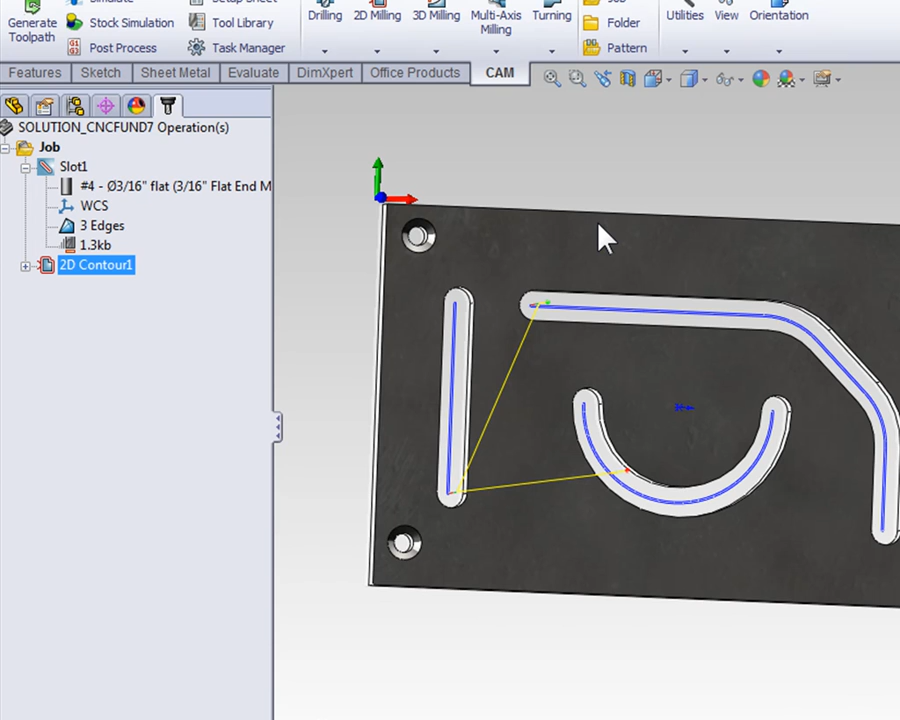 Generate Toolpath
Stock Simulation
Tool Library
Post Process
Task Manager
Drilling
2D Milling
3D Milling
Multi-Axis Milling
Turning
Folder
Pattern
Utilities
View
Orientation
Features
Sketch
Sheet Metal
Evaluate
DimXpert
Office Products
CAM
SOLUTION_CNCFUND7 Operation(s)
Job
Slot1
#4 - Ø3/16" flat (3/16" Flat End M
WCS
3 Edges
1.3kb
2D Contour1